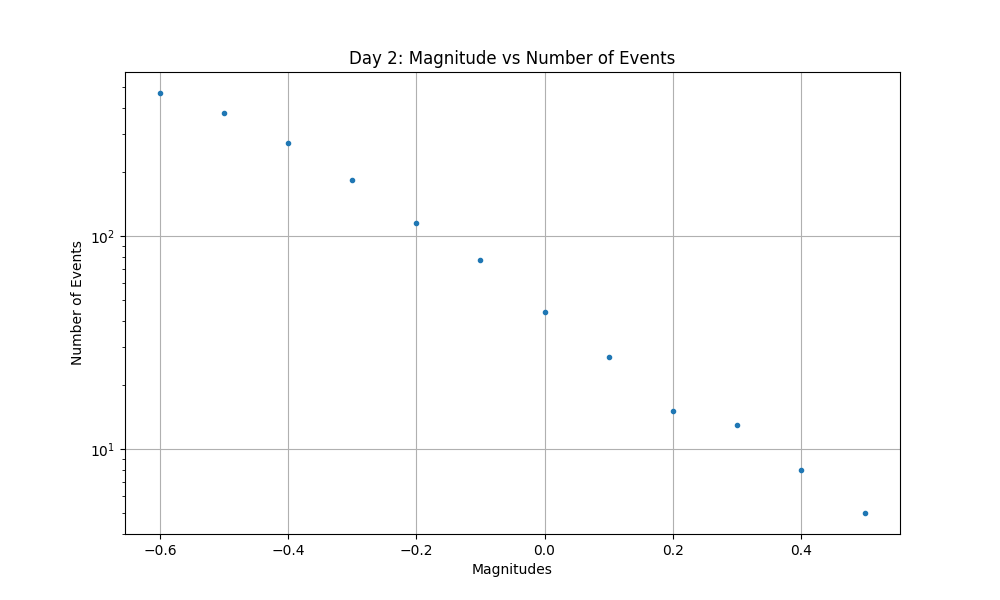 Day 2: Magnitude vs Number of Events
Number of Events
10²
10¹
−0.6 −0.4 −0.2 0.0 0.2 0.4
Magnitudes